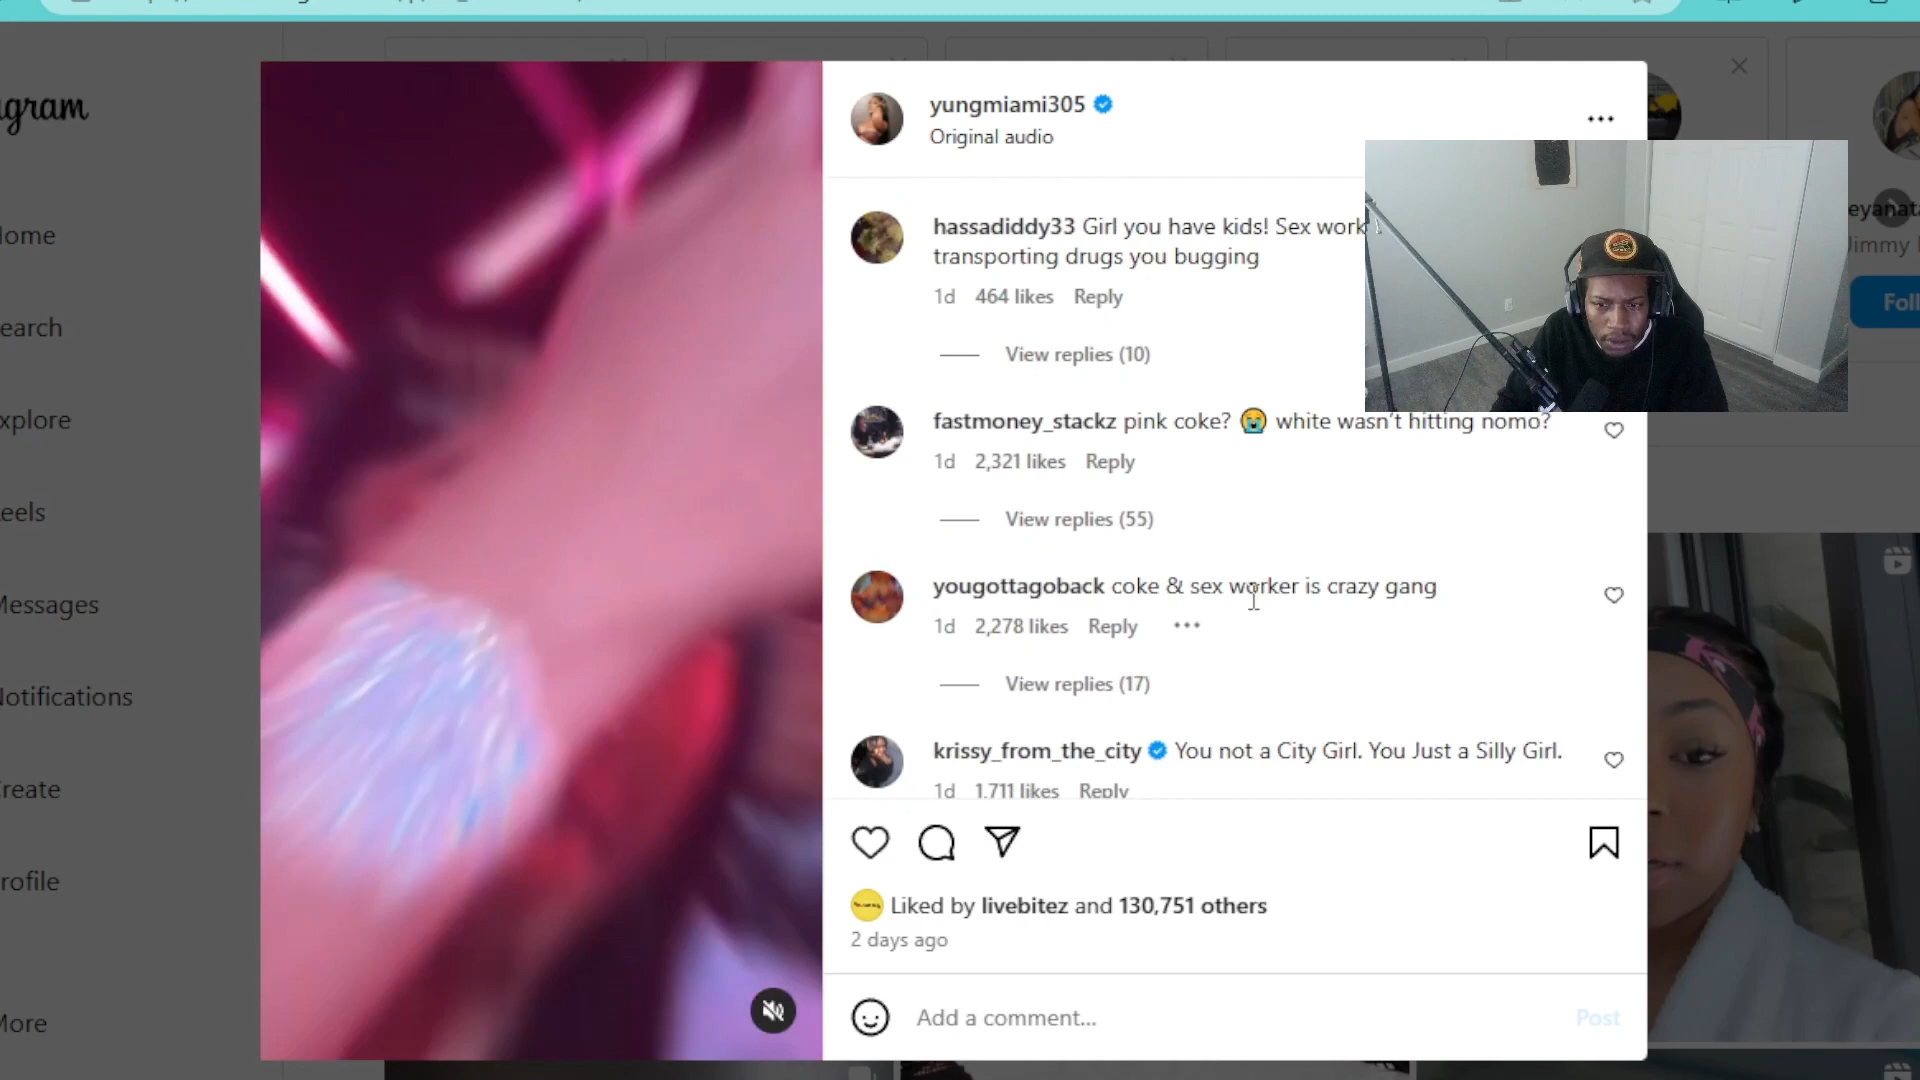 gram
Home
earch
xplore
eels
Messages
Notifications
reate
rofile
More
yungmiami305
Original audio
hassadiddy33 Girl you have kids! Sex work
transporting drugs you bugging
1d 464 likes Reply
View replies (10)
fastmoney_stackz pink coke? 😭 white wasn't hitting nomo?
1d 2,321 likes Reply
View replies (55)
yougottagoback coke & sex worker is crazy gang
1d 2,278 likes Reply
View replies (17)
krissy_from_the_city You not a City Girl. You Just a Silly Girl.
1d 1,711 likes Reply
Liked by livebitez and 130,751 others
2 days ago
Add a comment...
Post
eyanata
Jimmy
Foll